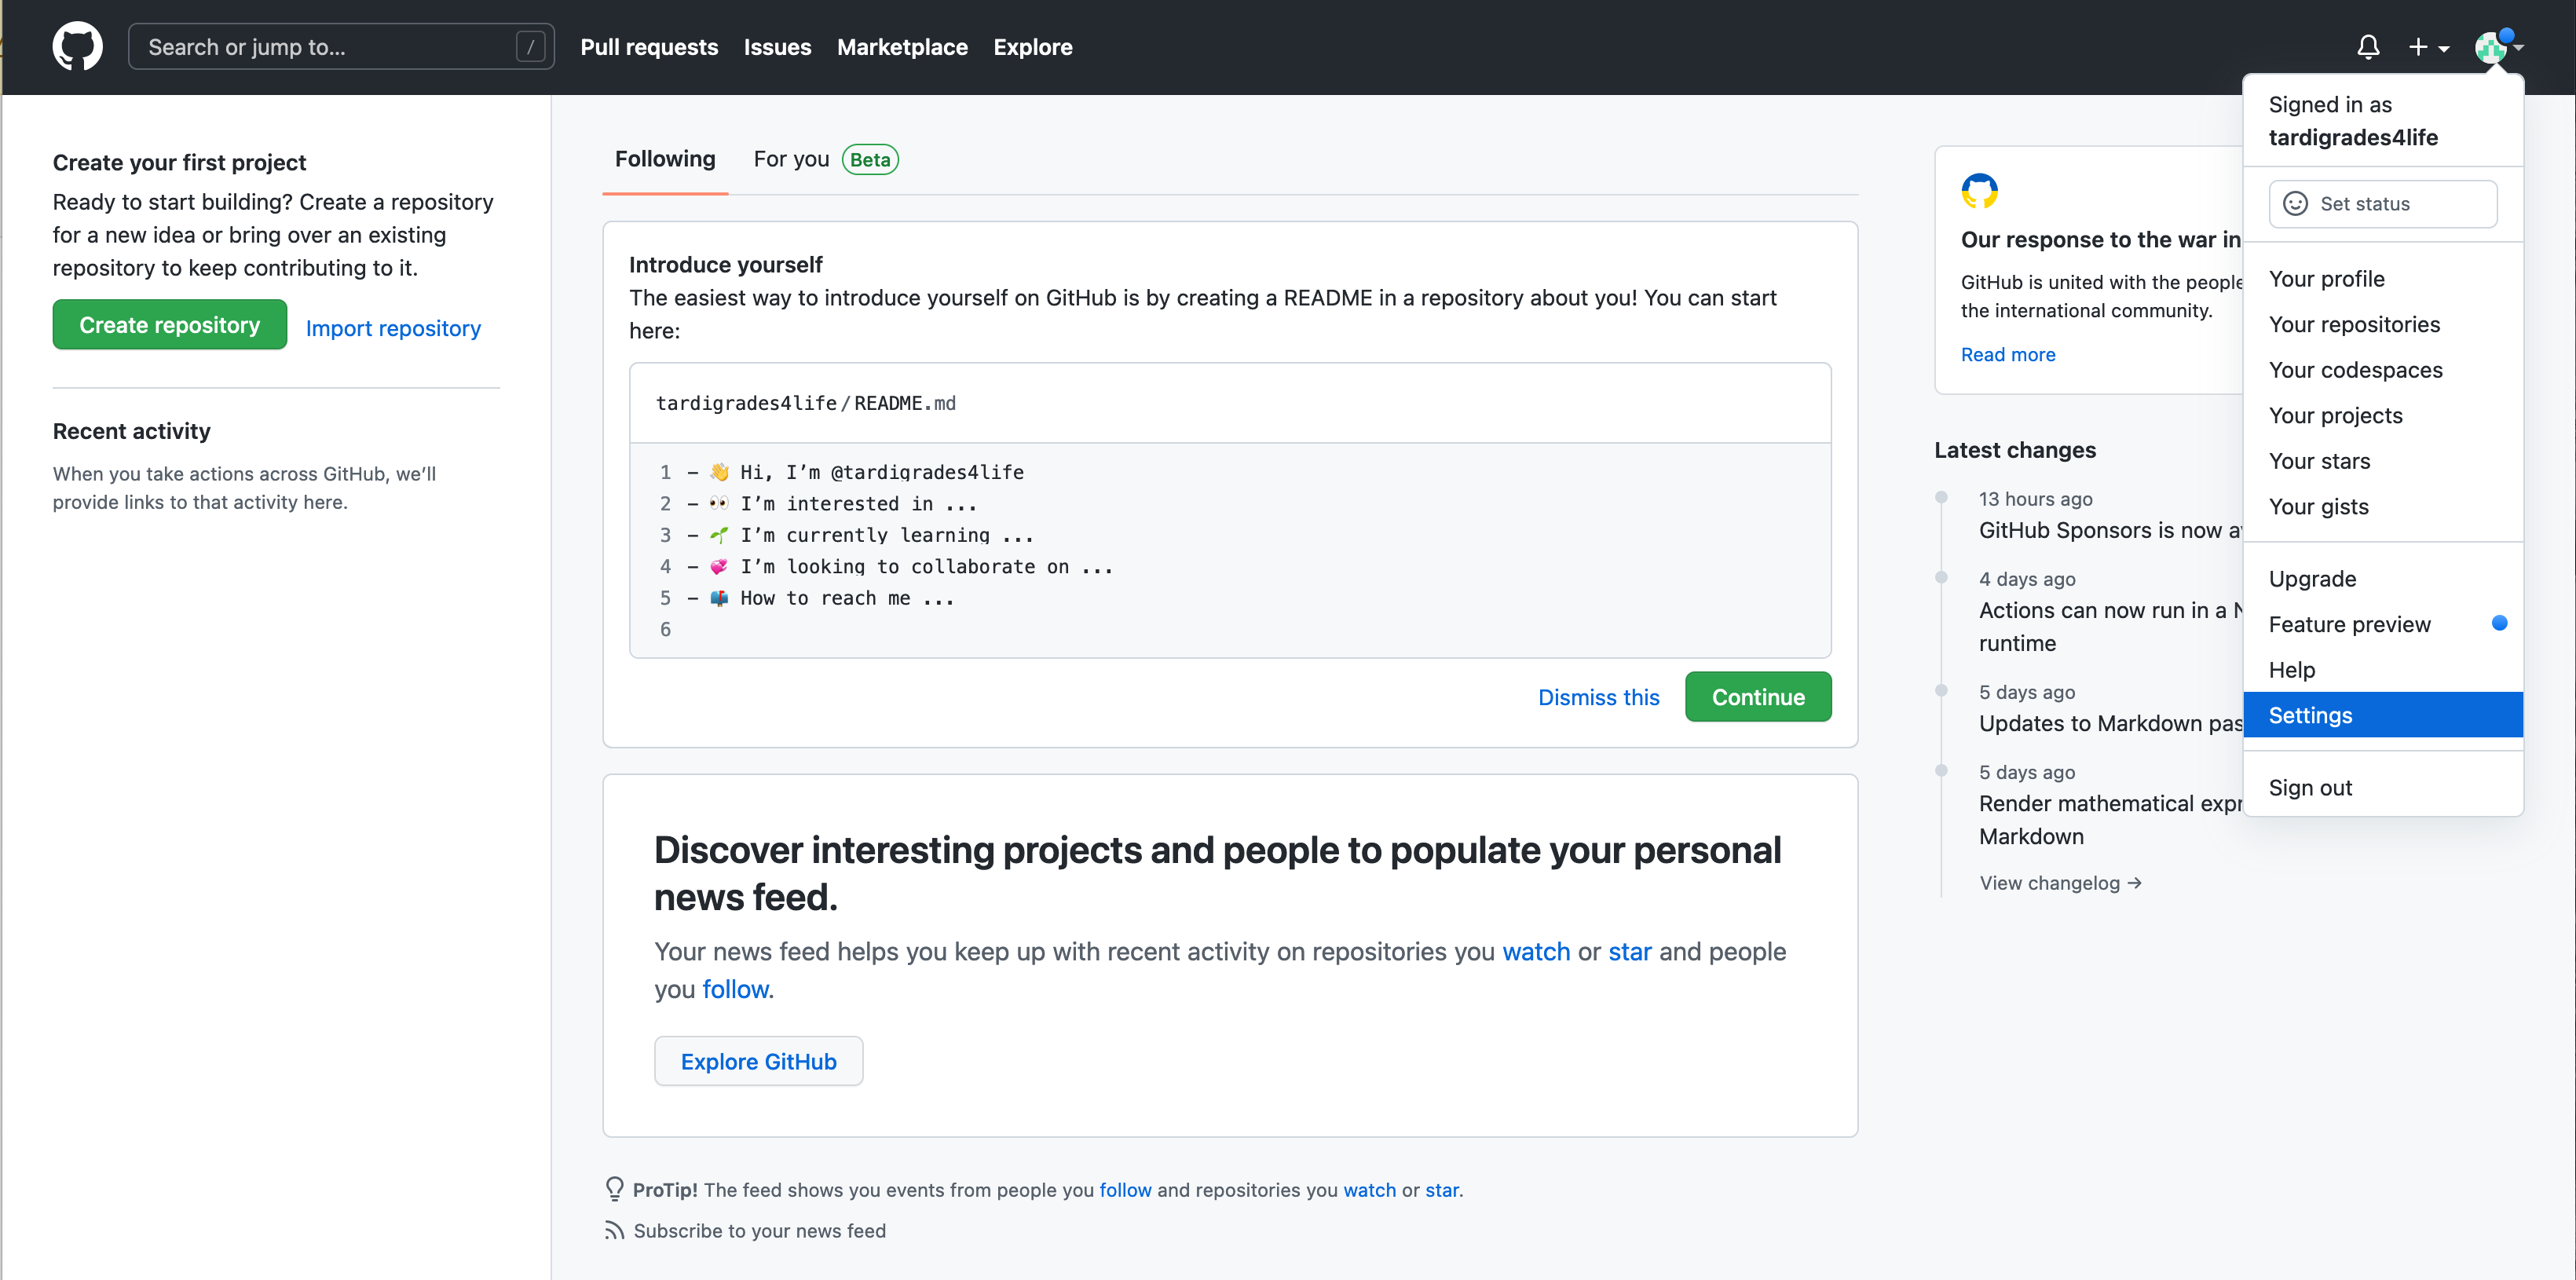 Search or jump to...
/
Pull requests
Issues
Marketplace
Explore
Create your first project
Ready to start building? Create a repository
for a new idea or bring over an existing
repository to keep contributing to it.
Create repository
Import repository
Recent activity
When you take actions across GitHub, we’ll
provide links to that activity here.
Following
For you
Beta
Introduce yourself
The easiest way to introduce yourself on GitHub is by creating a README in a repository about you! You can start
here:
tardigrades4life/README.md
1 - 👋 Hi, I’m @tardigrades4life
2 - 👀 I’m interested in ...
3 - 🌱 I’m currently learning ...
4 - 💞️ I’m looking to collaborate on ...
5 - 📫 How to reach me ...
6
Dismiss this
Continue
Discover interesting projects and people to populate your personal
news feed.
Your news feed helps you keep up with recent activity on repositories you watch or star and people
you follow.
Explore GitHub
ProTip! The feed shows you events from people you follow and repositories you watch or star.
Subscribe to your news feed
Our response to the war in
GitHub is united with the people
the international community.
Read more
Latest changes
13 hours ago
GitHub Sponsors is now
4 days ago
Actions can now run in a
runtime
5 days ago
Updates to Markdown
5 days ago
Render mathematical
Markdown
View changelog →
Signed in as
tardigrades4life
Set status
Your profile
Your repositories
Your codespaces
Your projects
Your stars
Your gists
Upgrade
Feature preview
Help
Settings
Sign out